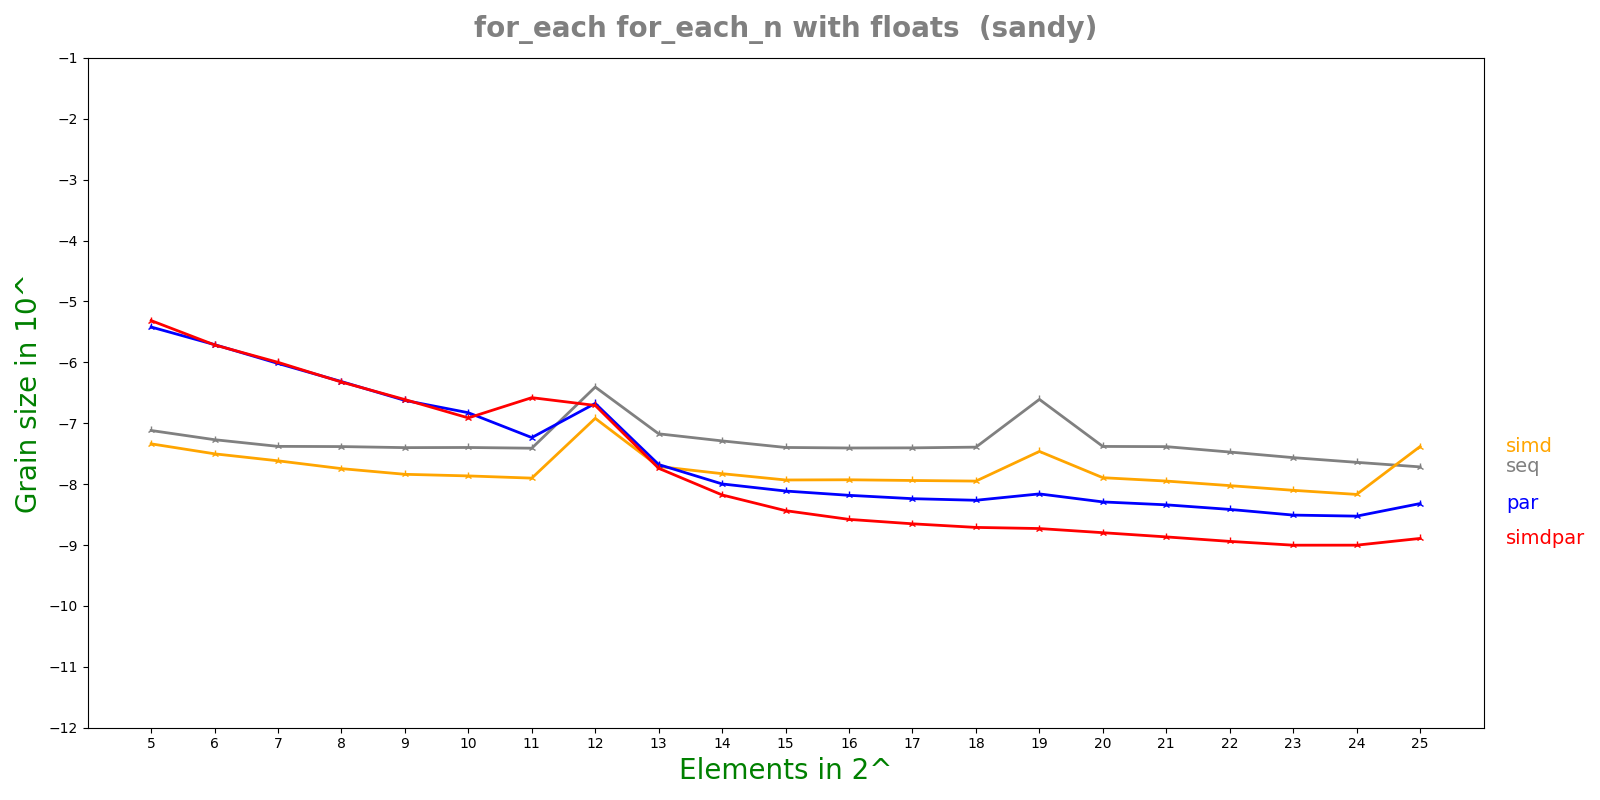 for_each for_each_n with floats (sandy)
Grain size in 10^
−1
−2
−3
−4
−5
−6
−7
−8
−9
−10
−11
−12
simd
seq
par
simdpar
5 6 7 8 9 10 11 12 13 14 15 16 17 18 19 20 21 22 23 24 25
Elements in 2^